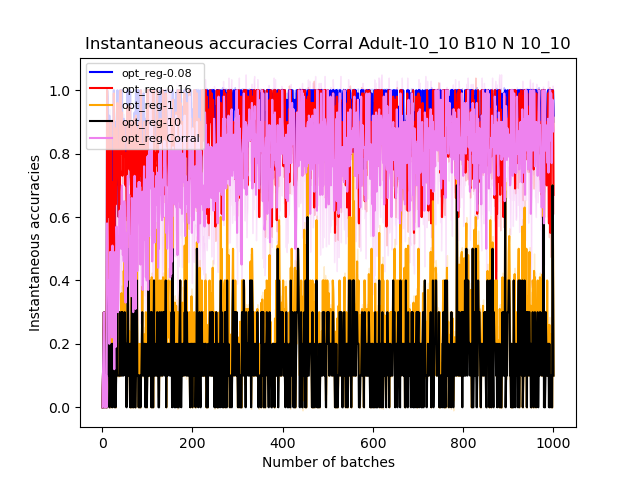 Instantaneous accuracies Corral Adult-10_10 B10 N 10_10
1.0
0.8
0.6
0.4
0.2
0.0
Instantaneous accuracies
opt_reg-0.08
opt_reg-0.16
opt_reg-1
opt_reg-10
opt_reg Corral
0 200 400 600 800 1000
Number of batches